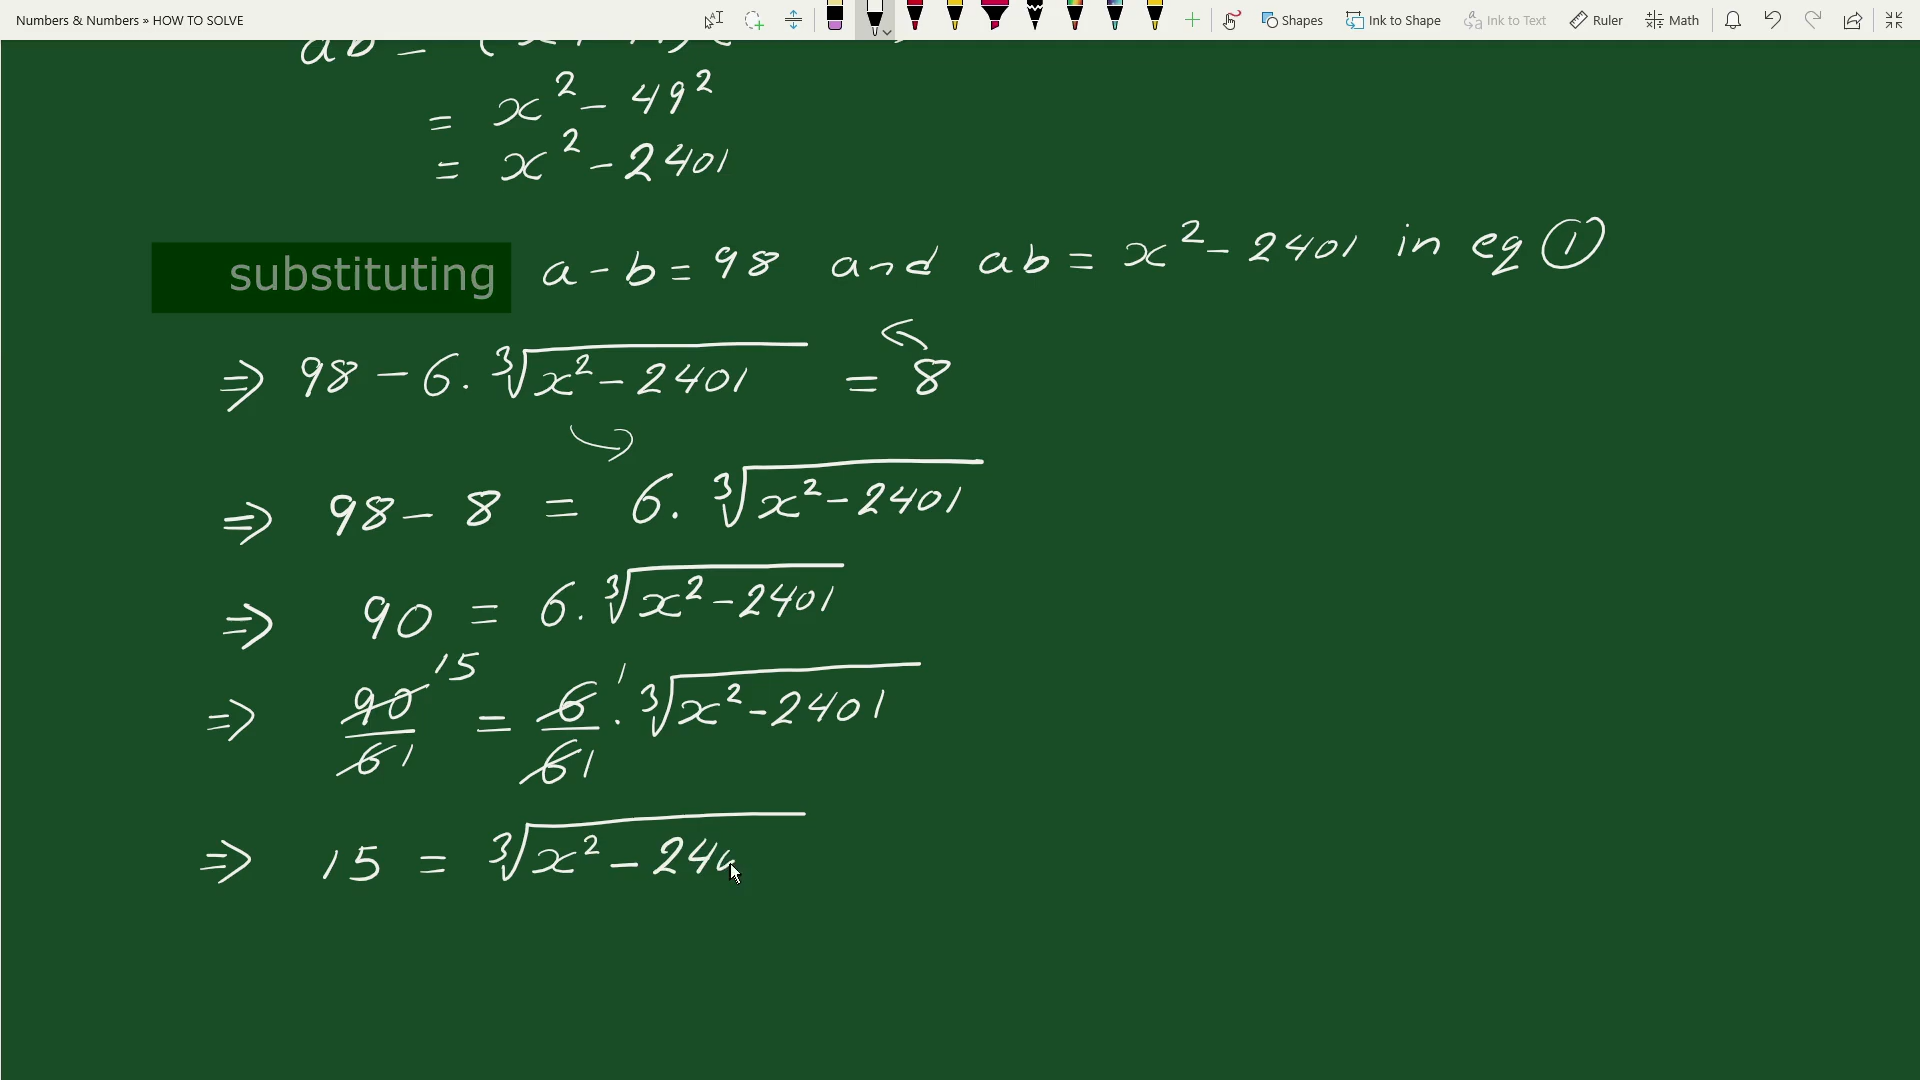 Numbers & Numbers » HOW TO SOLVE Shapes Ink to Shape Ink to Text Ruler Math
ab =
= x² - 49²
= x² - 2401
substituting a - b = 98 and ab = x² - 2401 in eq ①
⇒ 98 - 6. ∛(x² - 2401) = 8
⇒ 98 - 8 = 6. ∛(x² - 2401)
⇒ 90 = 6. ∛(x² - 2401)
⇒ 90/6 15 1 = 6/6 1 1 . ∛(x² - 2401)
⇒ 15 = ∛(x² - 240